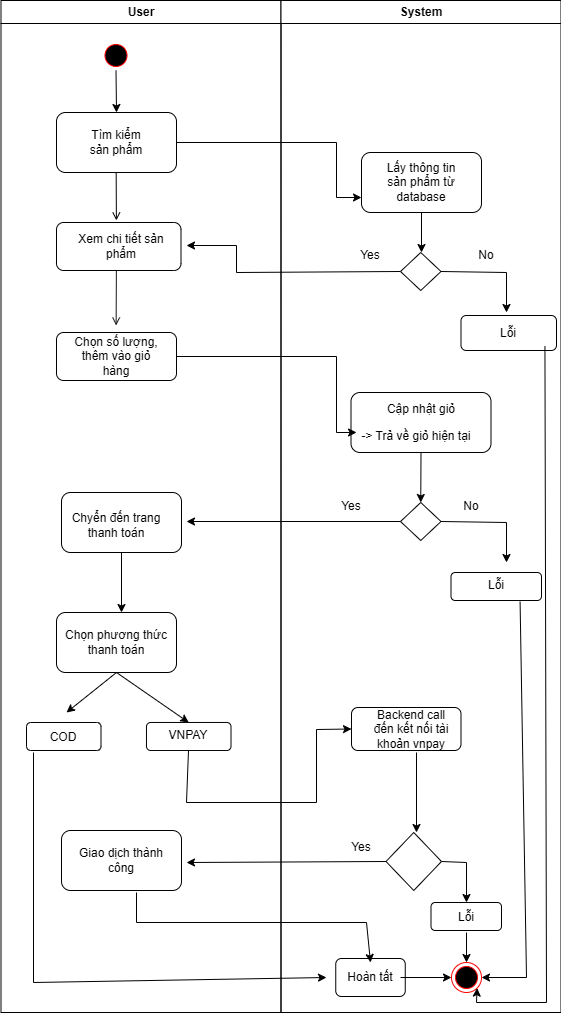 User
System
Tìm kiểm
sản phẩm
Lấy thông tin
sản phẩm từ
database
Xem chi tiết sản
phẩm
Yes
No
Lỗi
Chọn số lượng,
thêm vào giỏ
hàng
Cập nhật giỏ
-> Trả về giỏ hiện tại
Chyển đến trang
thanh toán
Yes
No
Lỗi
Chọn phương thức
thanh toán
COD
VNPAY
Backend call
đến kết nối tài
khoản vnpay
Giao dịch thành
công
Yes
Lỗi
Hoàn tất